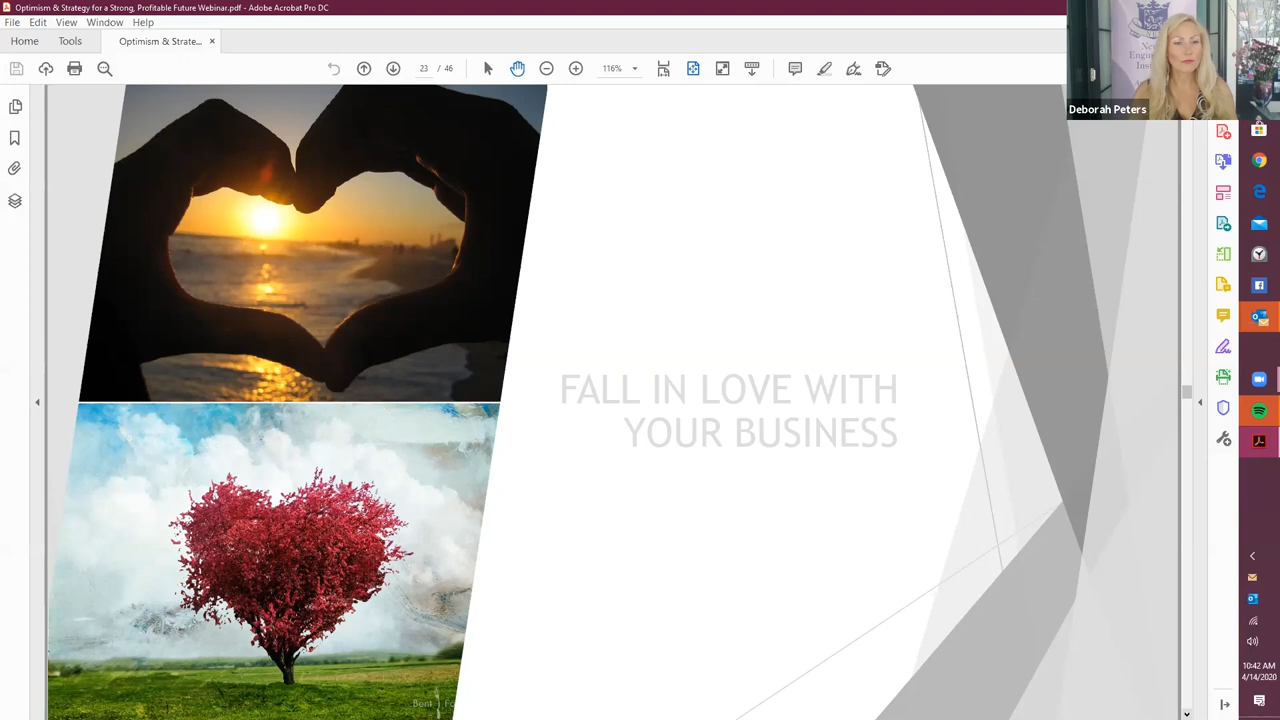 Optimism & Strategy for a Strong, Profitable Future Webinar.pdf - Adobe Acrobat Pro DC
File Edit View Window Help
Home Tools Optimism & Strate... ×
23 / 46 116%
Deborah Peters
FALL IN LOVE WITH
YOUR BUSINESS
10:42 AM
4/14/2020